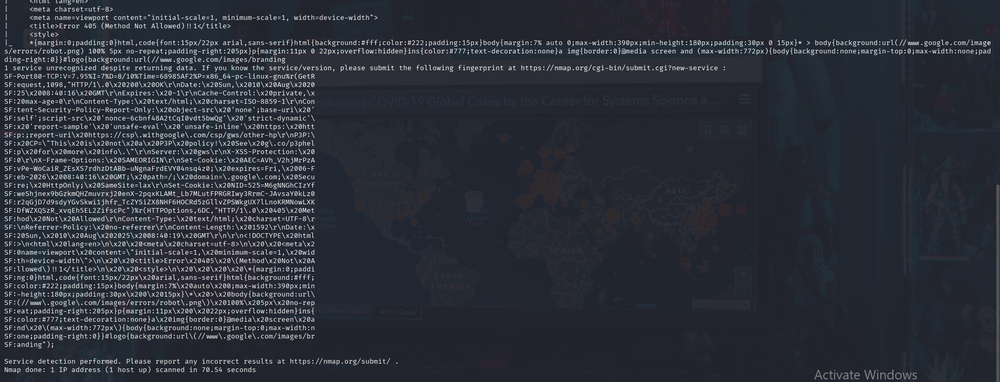 |     <html lang=en>
|     <meta charset=utf-8>
|     <meta name=viewport content="initial-scale=1, minimum-scale=1, width=device-width">
|     <title>Error 405 (Method Not Allowed)!!1</title>
|     <style>
|_    *{margin:0;padding:0}html,code{font:15px/22px arial,sans-serif}html{background:#fff;color:#222;padding:15px}body{margin:7% auto 0;max-width:390px;min-height:180px;padding:30px 0 15px}* > body{background:url(//www.google.com/image
s/errors/robot.png) 100% 5px no-repeat;padding-right:205px}p{margin:11px 0 22px;overflow:hidden}ins{color:#777;text-decoration:none}a img{border:0}@media screen and (max-width:772px){body{background:none;margin-top:0;max-width:none;pad
ding-right:0}}#logo{background:url(//www.google.com/images/branding
1 service unrecognized despite returning data. If you know the service/version, please submit the following fingerprint at https://nmap.org/cgi-bin/submit.cgi?new-service :
SF-Port80-TCP:V=7.95%I=7%D=8/10%Time=68985AF2%P=x86_64-pc-linux-gnu%r(GetR
SF:equest,1098,"HTTP/1\.0\x20200\x20OK\r\nDate:\x20Sun,\x2010\x20Aug\x2020
SF:25\x2008:40:16\x20GMT\r\nExpires:\x20-1\r\nCache-Control:\x20private,\x
SF:20max-age=0\r\nContent-Type:\x20text/html;\x20charset=ISO-8859-1\r\nCon
SF:tent-Security-Policy-Report-Only:\x20object-src\x20'none';base-uri\x20'
SF:self';script-src\x20'nonce-6cbnf48A2tCqI0vdt5bwQg'\x20'strict-dynamic'\
SF:x20'report-sample'\x20'unsafe-eval'\x20'unsafe-inline'\x20https:\x20htt
SF:p:;report-uri\x20https://csp\.withgoogle\.com/csp/gws/other-hp\r\nP3P:\
SF:x20CP=\"This\x20is\x20not\x20a\x20P3P\x20policy!\x20See\x20g\.co/p3phel
SF:p\x20for\x20more\x20info\.\"\r\nServer:\x20gws\r\nX-XSS-Protection:\x20
SF:0\r\nX-Frame-Options:\x20SAMEORIGIN\r\nSet-Cookie:\x20AEC=AVh_V2hjMrPzA
SF:vPe-WoCaiR_ZEsXS7rdhzDtABb-uNgnaFrdEVY04nsq4z0;\x20expires=Fri,\x2006-F
SF:eb-2026\x2008:40:16\x20GMT;\x20path=/;\x20domain=\.google\.com;\x20Secu
SF:re;\x20HttpOnly;\x20SameSite=lax\r\nSet-Cookie:\x20NID=525=M6gNNGhCIzYf
SF:weShjnex9bGzkmQHZmuvrxj20enX-2pqxKLAMt_Lb7MLutFPRGRIwy3RrmC-JAvsaY0kLz0
SF:r2qGjD7d9sdyYGvSkwi1jhfr_TcZYSiZX8NHF6HOCRd5zGllvZPSWkgUX7lLnoKRMNowLXK
SF:DfWZXQSzR_xvqEh5EL2ZifscPc")%r(HTTPOptions,6DC,"HTTP/1\.0\x20405\x20Met
SF:hod\x20Not\x20Allowed\r\nContent-Type:\x20text/html;\x20charset=UTF-8\r
SF:\nReferrer-Policy:\x20no-referrer\r\nContent-Length:\x201592\r\nDate:\x
SF:20Sun,\x2010\x20Aug\x202025\x2008:40:19\x20GMT\r\n\r\n<!DOCTYPE\x20html
SF:>\n<html\x20lang=en>\n\x20\x20<meta\x20charset=utf-8>\n\x20\x20<meta\x2
SF:0name=viewport\x20content=\"initial-scale=1,\x20minimum-scale=1,\x20wid
SF:th=device-width\">\n\x20\x20<title>Error\x20405\x20\(Method\x20Not\x20A
SF:llowed\)!!1</title>\n\x20\x20<style>\n\x20\x20\x20\x20\*{margin:0;paddi
SF:ng:0}html,code{font:15px/22px\x20arial,sans-serif}html{background:#fff;
SF:color:#222;padding:15px}body{margin:7%\x20auto\x200;max-width:390px;min
SF:-height:180px;padding:30px\x200\x2015px}\*\x20>\x20body{background:url\
SF:(//www\.google\.com/images/errors/robot\.png\)\x20100%\x205px\x20no-rep
SF:eat;padding-right:205px}p{margin:11px\x200\x2022px;overflow:hidden}ins{
SF:color:#777;text-decoration:none}a\x20img{border:0}@media\x20screen\x20a
SF:nd\x20\(max-width:772px\){body{background:none;margin-top:0;max-width:n
SF:one;padding-right:0}}#logo{background:url\(//www\.google\.com/images/br
SF:anding");
Service detection performed. Please report any incorrect results at https://nmap.org/submit/ .
Nmap done: 1 IP address (1 host up) scanned in 70.54 seconds
COVID-19 Global Cases by the Center for Systems Science a...
NORTH
AMERICA
ASIA
Ocean
Trash
AFRICA
SOUTH
AMERICA
Indian
Confirmed Cases
Active Cases
Activate Windows